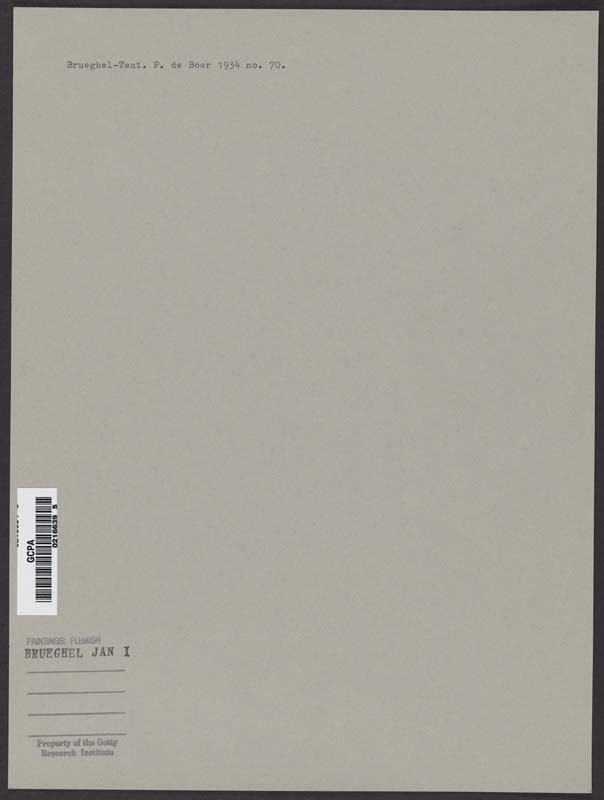 Brueghel-Tent. P. de Boer 1934 no. 70.
GCPA
0216639 5
PAINTINGS: FLEMISH
BRUEGHEL JAN I
Property of the Getty
Research Institute